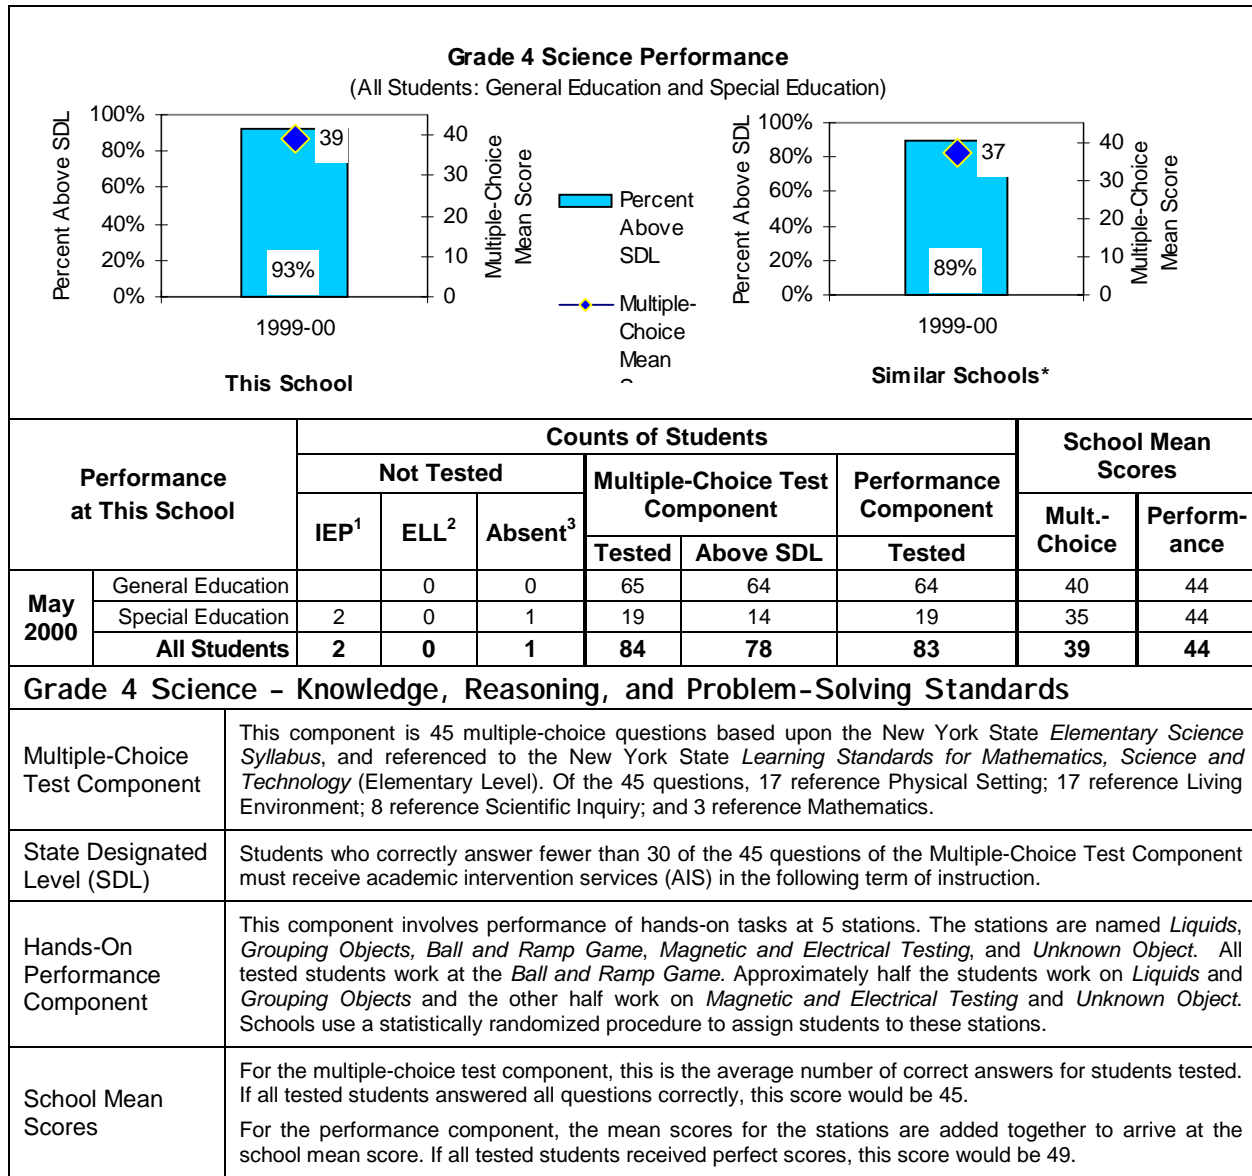 Grade 4 Science Performance
(All Students: General Education and Special Education)
Percent Above SDL
100%
80%
60%
40%
20%
0%
39
93%
40
30
20
10
0
Multiple-Choice
Mean Score
1999-00
This School
Percent
Above
SDL
Multiple-
Choice
Mean
Percent Above SDL
100%
80%
60%
40%
20%
0%
37
89%
40
30
20
10
0
Multiple-Choice
Mean Score
1999-00
Similar Schools*
Performance
at This School
Counts of Students
School Mean
Scores
Not Tested
Multiple-Choice Test
Component
Performance
Component
IEP1 ELL2 Absent3
Tested Above SDL Tested
Mult.-
Choice
Perform-
ance
May
2000
General Education 0 0 65 64 64 40 44
Special Education 2 0 1 19 14 19 35 44
All Students 2 0 1 84 78 83 39 44
Grade 4 Science – Knowledge, Reasoning, and Problem-Solving Standards
Multiple-Choice
Test Component
This component is 45 multiple-choice questions based upon the New York State Elementary Science
Syllabus, and referenced to the New York State Learning Standards for Mathematics, Science and
Technology (Elementary Level). Of the 45 questions, 17 reference Physical Setting; 17 reference Living
Environment; 8 reference Scientific Inquiry; and 3 reference Mathematics.
State Designated
Level (SDL)
Students who correctly answer fewer than 30 of the 45 questions of the Multiple-Choice Test Component
must receive academic intervention services (AIS) in the following term of instruction.
Hands-On
Performance
Component
This component involves performance of hands-on tasks at 5 stations. The stations are named Liquids,
Grouping Objects, Ball and Ramp Game, Magnetic and Electrical Testing, and Unknown Object. All
tested students work at the Ball and Ramp Game. Approximately half the students work on Liquids and
Grouping Objects and the other half work on Magnetic and Electrical Testing and Unknown Object.
Schools use a statistically randomized procedure to assign students to these stations.
School Mean
Scores
For the multiple-choice test component, this is the average number of correct answers for students tested.
If all tested students answered all questions correctly, this score would be 45.
For the performance component, the mean scores for the stations are added together to arrive at the
school mean score. If all tested students received perfect scores, this score would be 49.